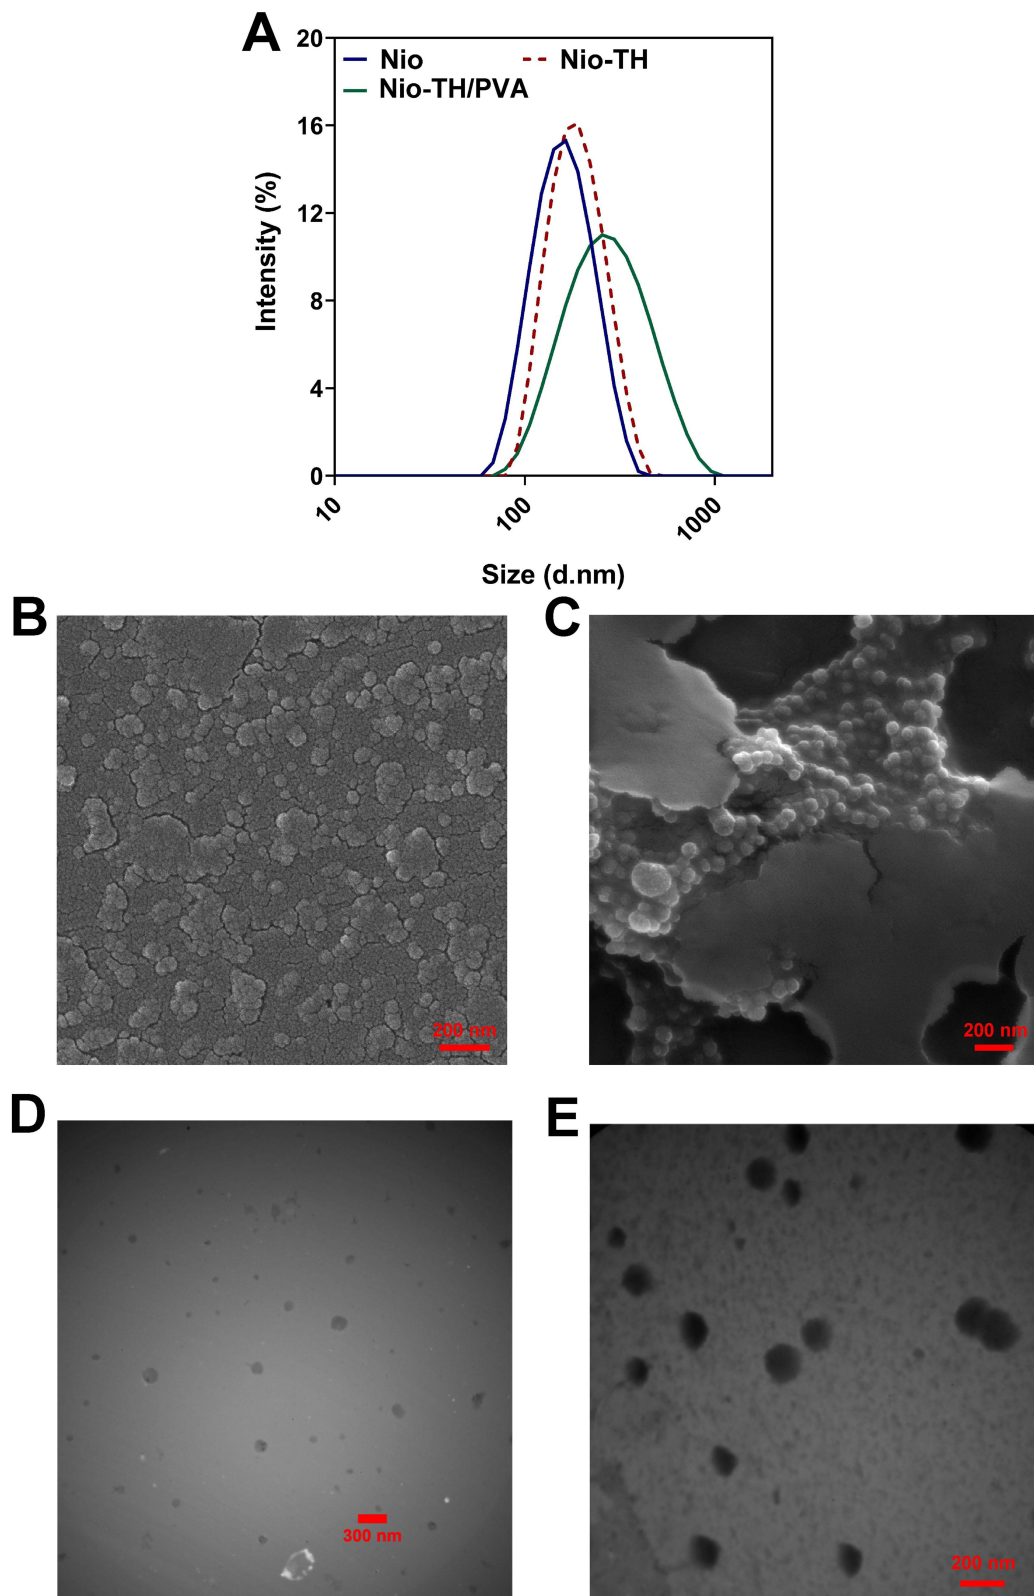 A
20
Nio
Nio-TH
Nio-TH/PVA
16
12
8
4
0
Intensity (%)
10
100
1000
Size (d.nm)
B
200 nm
C
200 nm
D
300 nm
E
200 nm